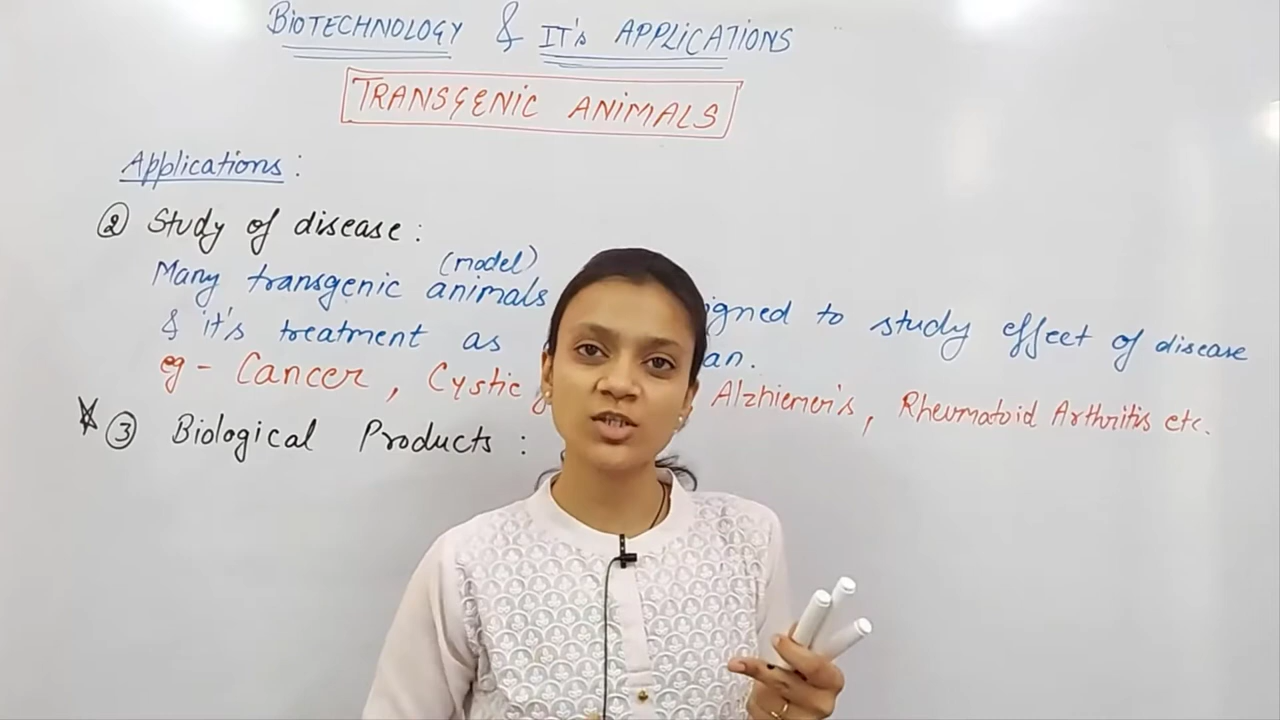 BIOTECHNOLOGY & IT's APPLICATIONS
TRANSGENIC ANIMALS
Applications :
② Study of disease :
(model)
Many transgenic animals igned to study effect of disease
& it's treatment as an.
eg - Cancer , Cystic Alzhiemer's , Rheumatoid Arthritis etc.
③ Biological Products :